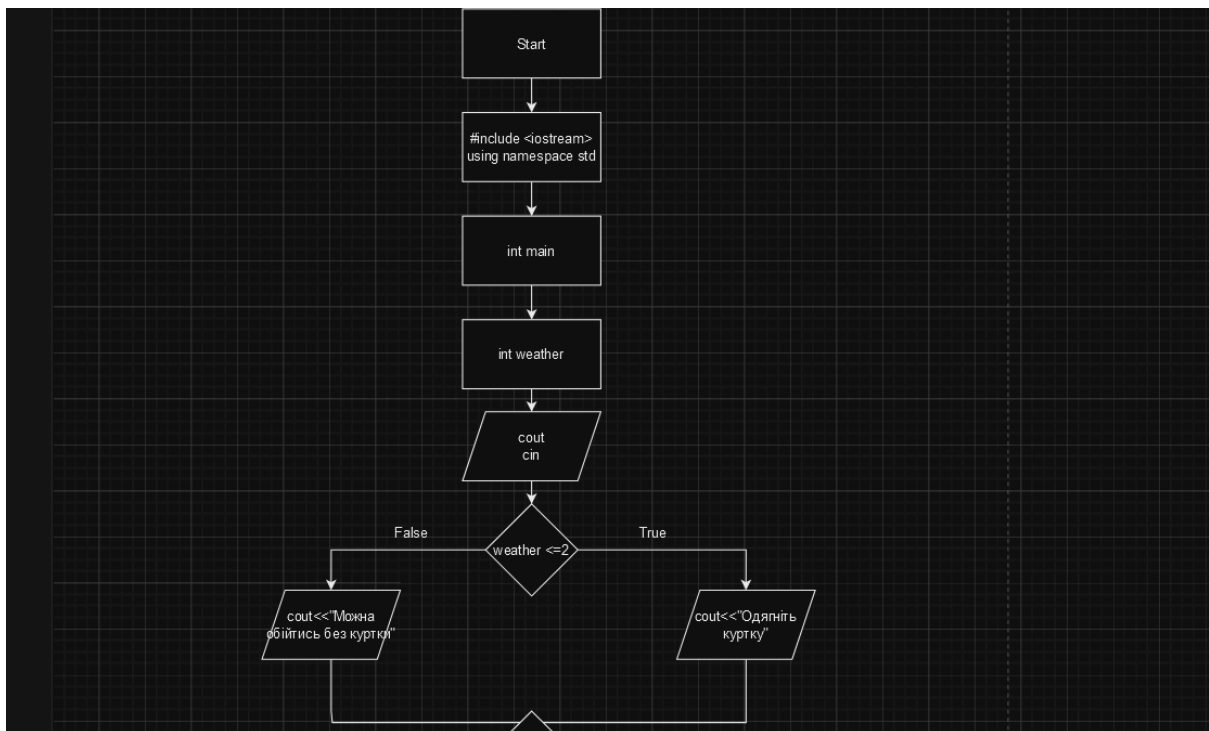 Start
#include <iostream>
using namespace std
int main
int weather
cout
cin
weather <=2
False
True
cout<<"Можна
обійтись без куртки"
cout<<"Одягніть
куртку"